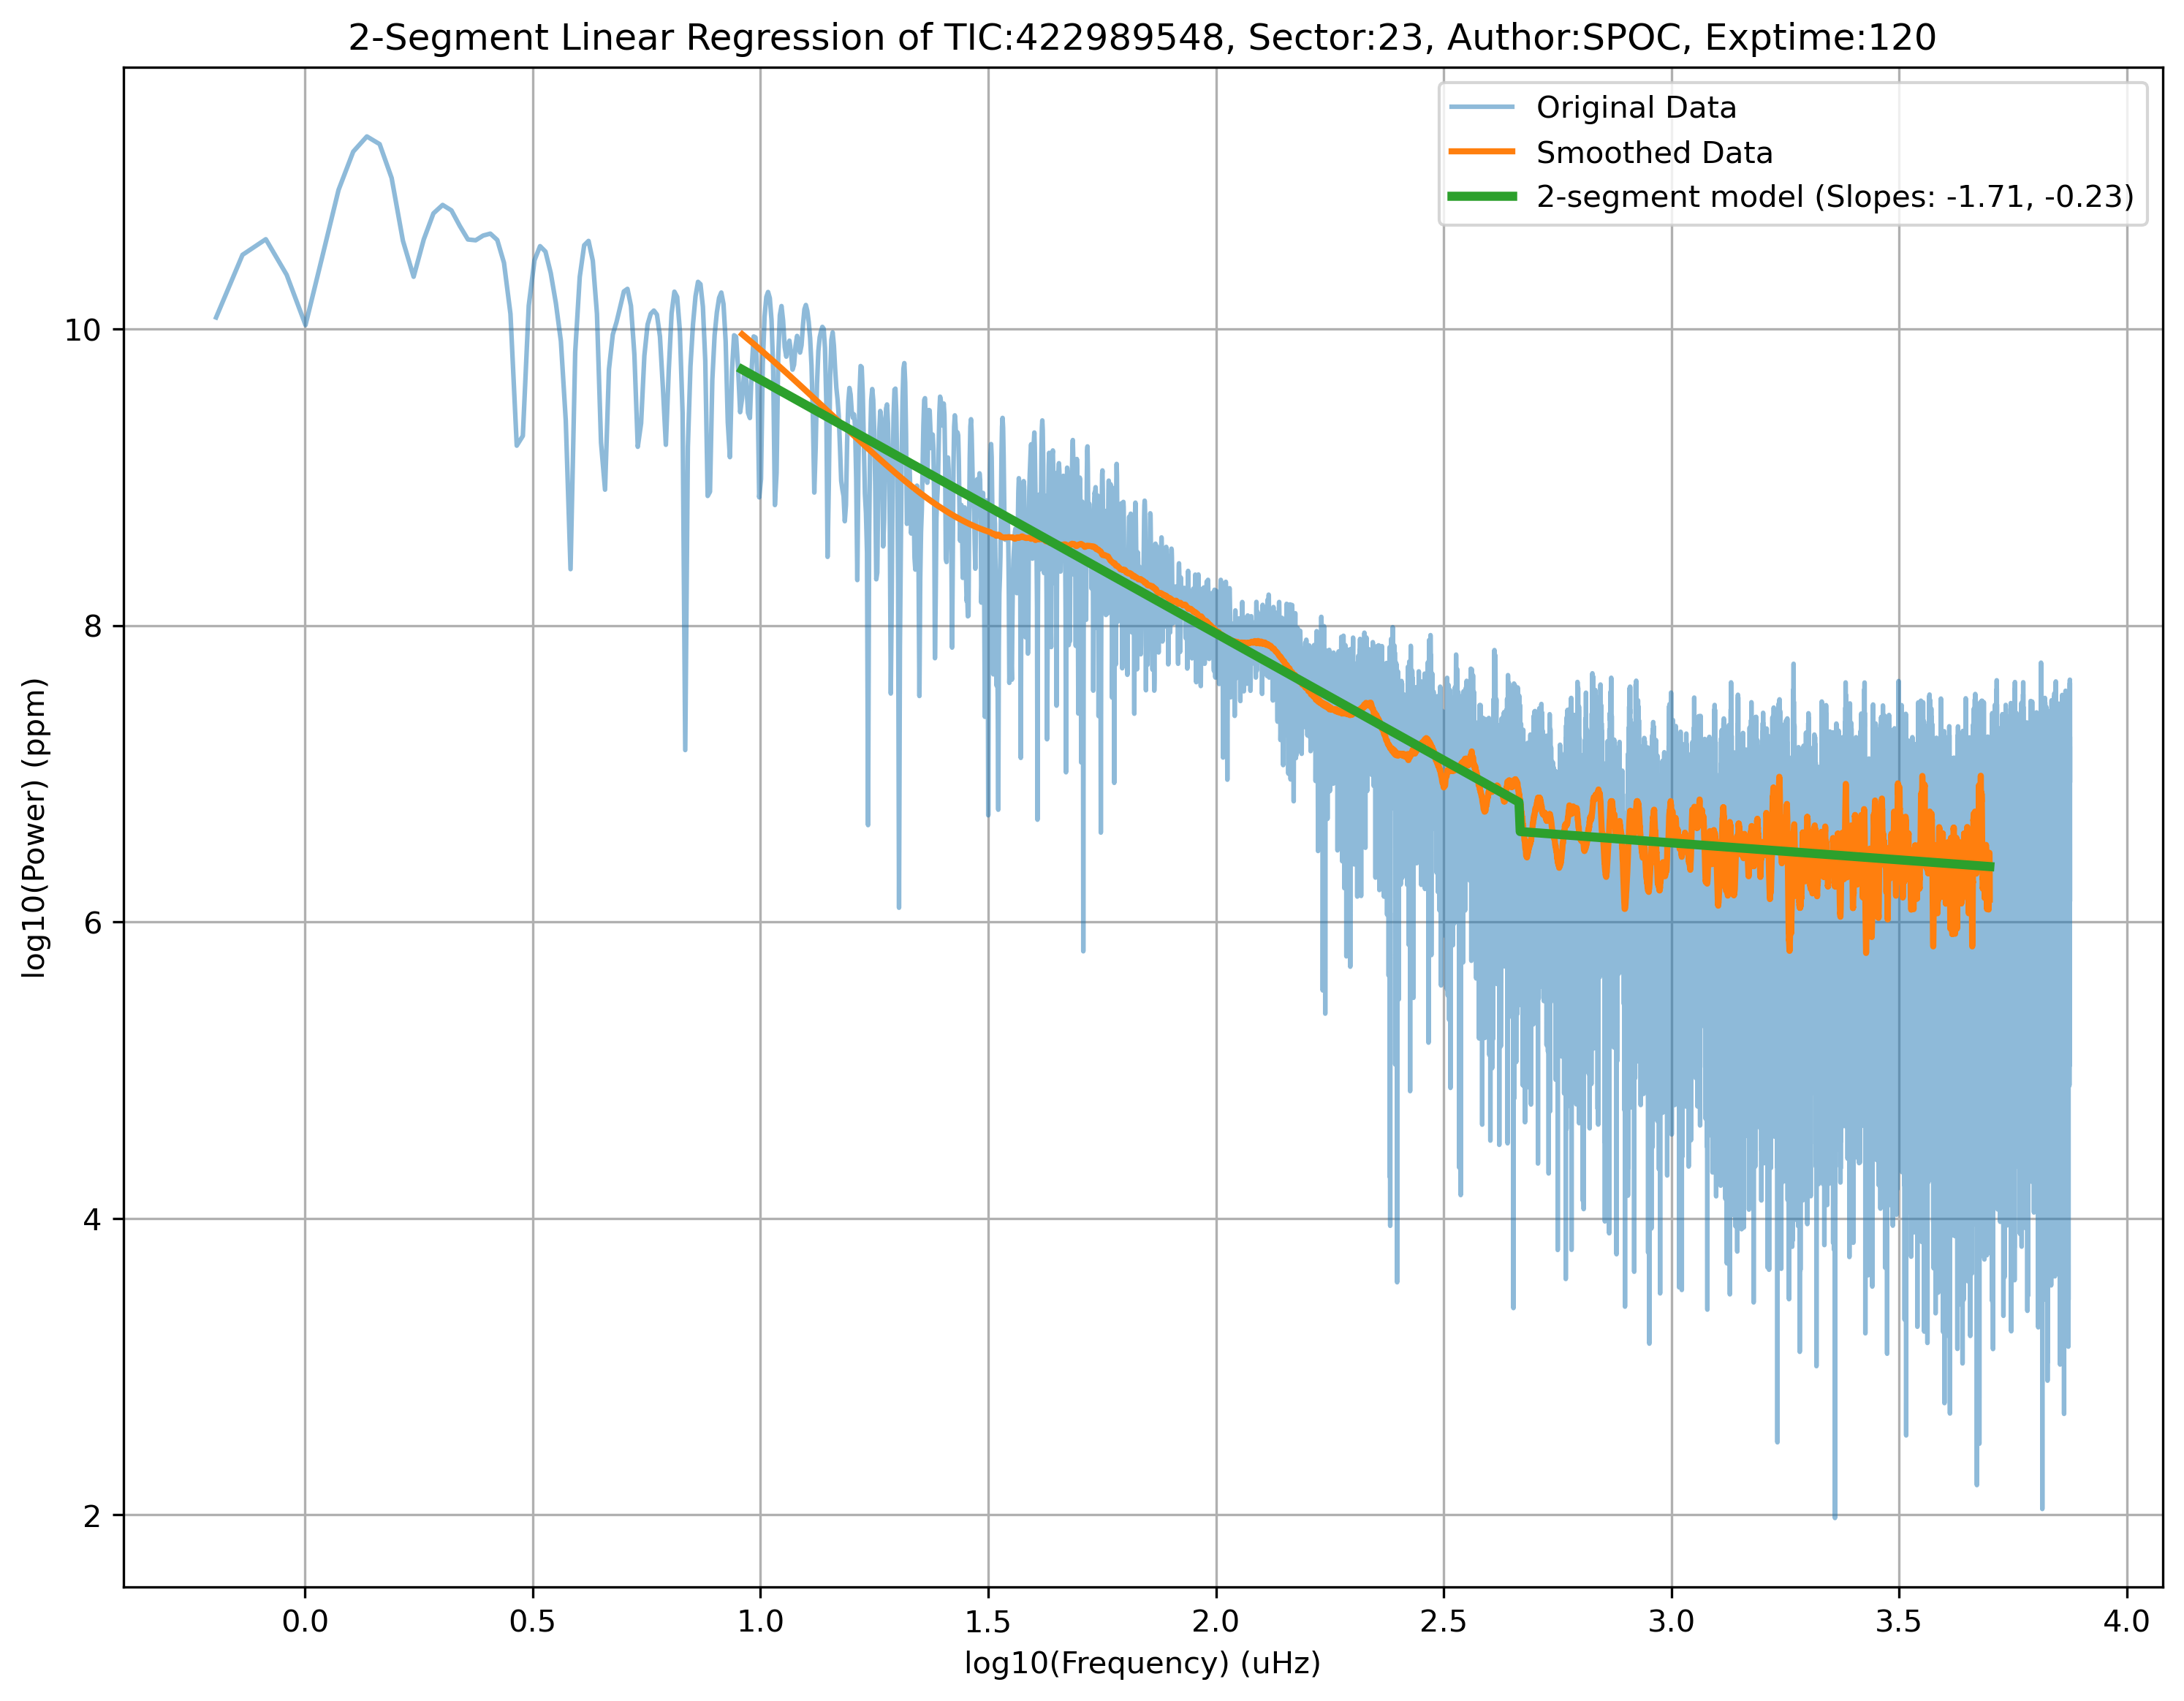 2-Segment Linear Regression of TIC:422989548, Sector:23, Author:SPOC, Exptime:120
Original Data
Smoothed Data
2-segment model (Slopes: -1.71, -0.23)
log10(Power) (ppm)
10
8
6
4
2
0.0 0.5 1.0 1.5 2.0 2.5 3.0 3.5 4.0
log10(Frequency) (uHz)